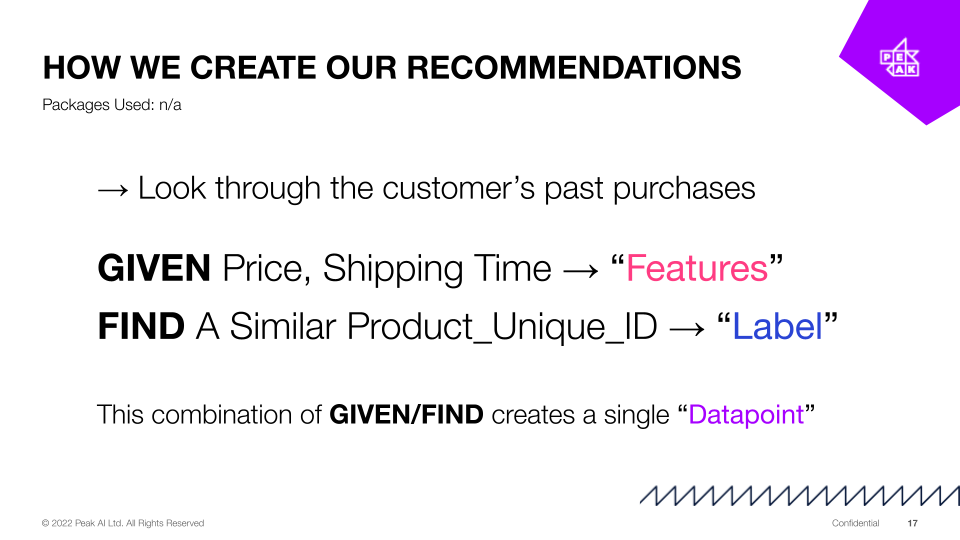 HOW WE CREATE OUR RECOMMENDATIONS
PEAK
Packages Used: n/a
→ Look through the customer’s past purchases
GIVEN Price, Shipping Time → “Features”
FIND A Similar Product_Unique_ID → “Label”
This combination of GIVEN/FIND creates a single “Datapoint”
© 2022 Peak AI Ltd. All Rights Reserved
Confidential 17